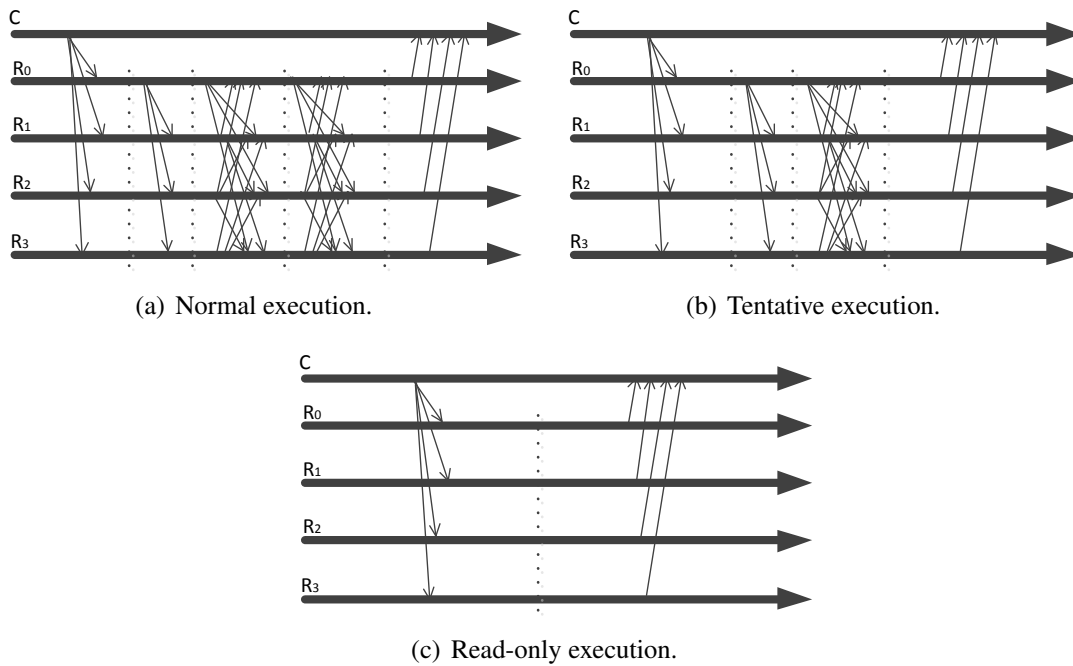 C
R0
R1
R2
R3
(a) Normal execution.
C
R0
R1
R2
R3
(b) Tentative execution.
C
R0
R1
R2
R3
(c) Read-only execution.